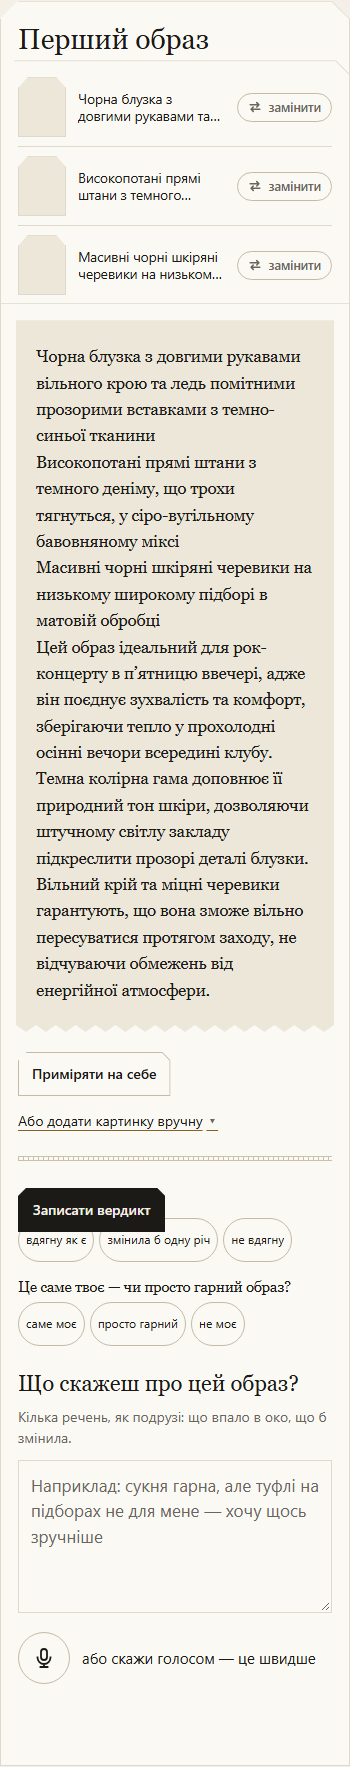 Перший образ
Чорна блузка з
довгими рукавами та...
замінити
Високопотані прямі
штани з темного...
замінити
Масивні чорні шкіряні
черевики на низьком...
замінити
Чорна блузка з довгими рукавами
вільного крою та ледь помітними
прозорими вставками з темно-
синьої тканини
Високопотані прямі штани з
темного деніму, що трохи
тягнуться, у сіро-вугільному
бавовняному міксі
Масивні чорні шкіряні черевики на
низькому широкому підборі в
матовій обробці
Цей образ ідеальний для рок-
концерту в п’ятницю ввечері, адже
він поєднує зухвалість та комфорт,
зберігаючи тепло у прохолодні
осінні вечори всередині клубу.
Темна колірна гама доповнює її
природний тон шкіри, дозволяючи
штучному світлу закладу
підкреслити прозорі деталі блузки.
Вільний крій та міцні черевики
гарантують, що вона зможе вільно
пересуватися протягом заходу, не
відчуваючи обмежень від
енергійної атмосфери.
Приміряти на себе
Або додати картинку вручну
Записати вердикт
вдягну як є
змінила б одну річ
не вдягну
Це саме твоє — чи просто гарний образ?
саме моє
просто гарний
не моє
Що скажеш про цей образ?
Кілька речень, як подрузі: що впало в око, що б
змінила.
Наприклад: сукня гарна, але туфлі на
підборах не для мене — хочу щось
зручніше
або скажи голосом — це швидше